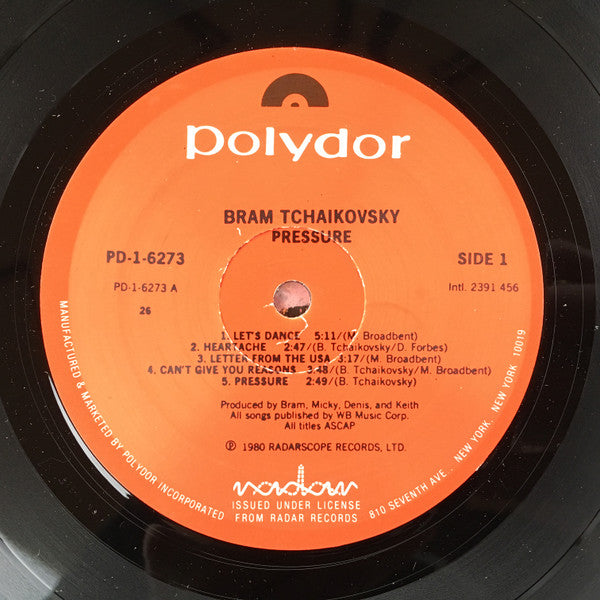 polydor
BRAM TCHAIKOVSKY
PRESSURE
PD-1-6273
SIDE 1
PD-1-6273 A
Intl. 2391 456
26
1. LET'S DANCE 5:11/(M. Broadbent)
2. HEARTACHE 2:47/(B. Tchaikovsky/D. Forbes)
3. LETTER FROM THE USA 3:17/(M. Broadbent)
4. CAN'T GIVE YOU REASONS 3:48/(B. Tchaikovsky/M. Broadbent)
5. PRESSURE 2:49/(B. Tchaikovsky)
Produced by Bram, Micky, Denis, and Keith
All songs published by WB Music Corp.
All titles ASCAP
℗ 1980 RADARSCOPE RECORDS, LTD.
radar
ISSUED UNDER LICENSE
FROM RADAR RECORDS
MANUFACTURED & MARKETED BY POLYDOR INCORPORATED
810 SEVENTH AVE., NEW YORK, NEW YORK 10019